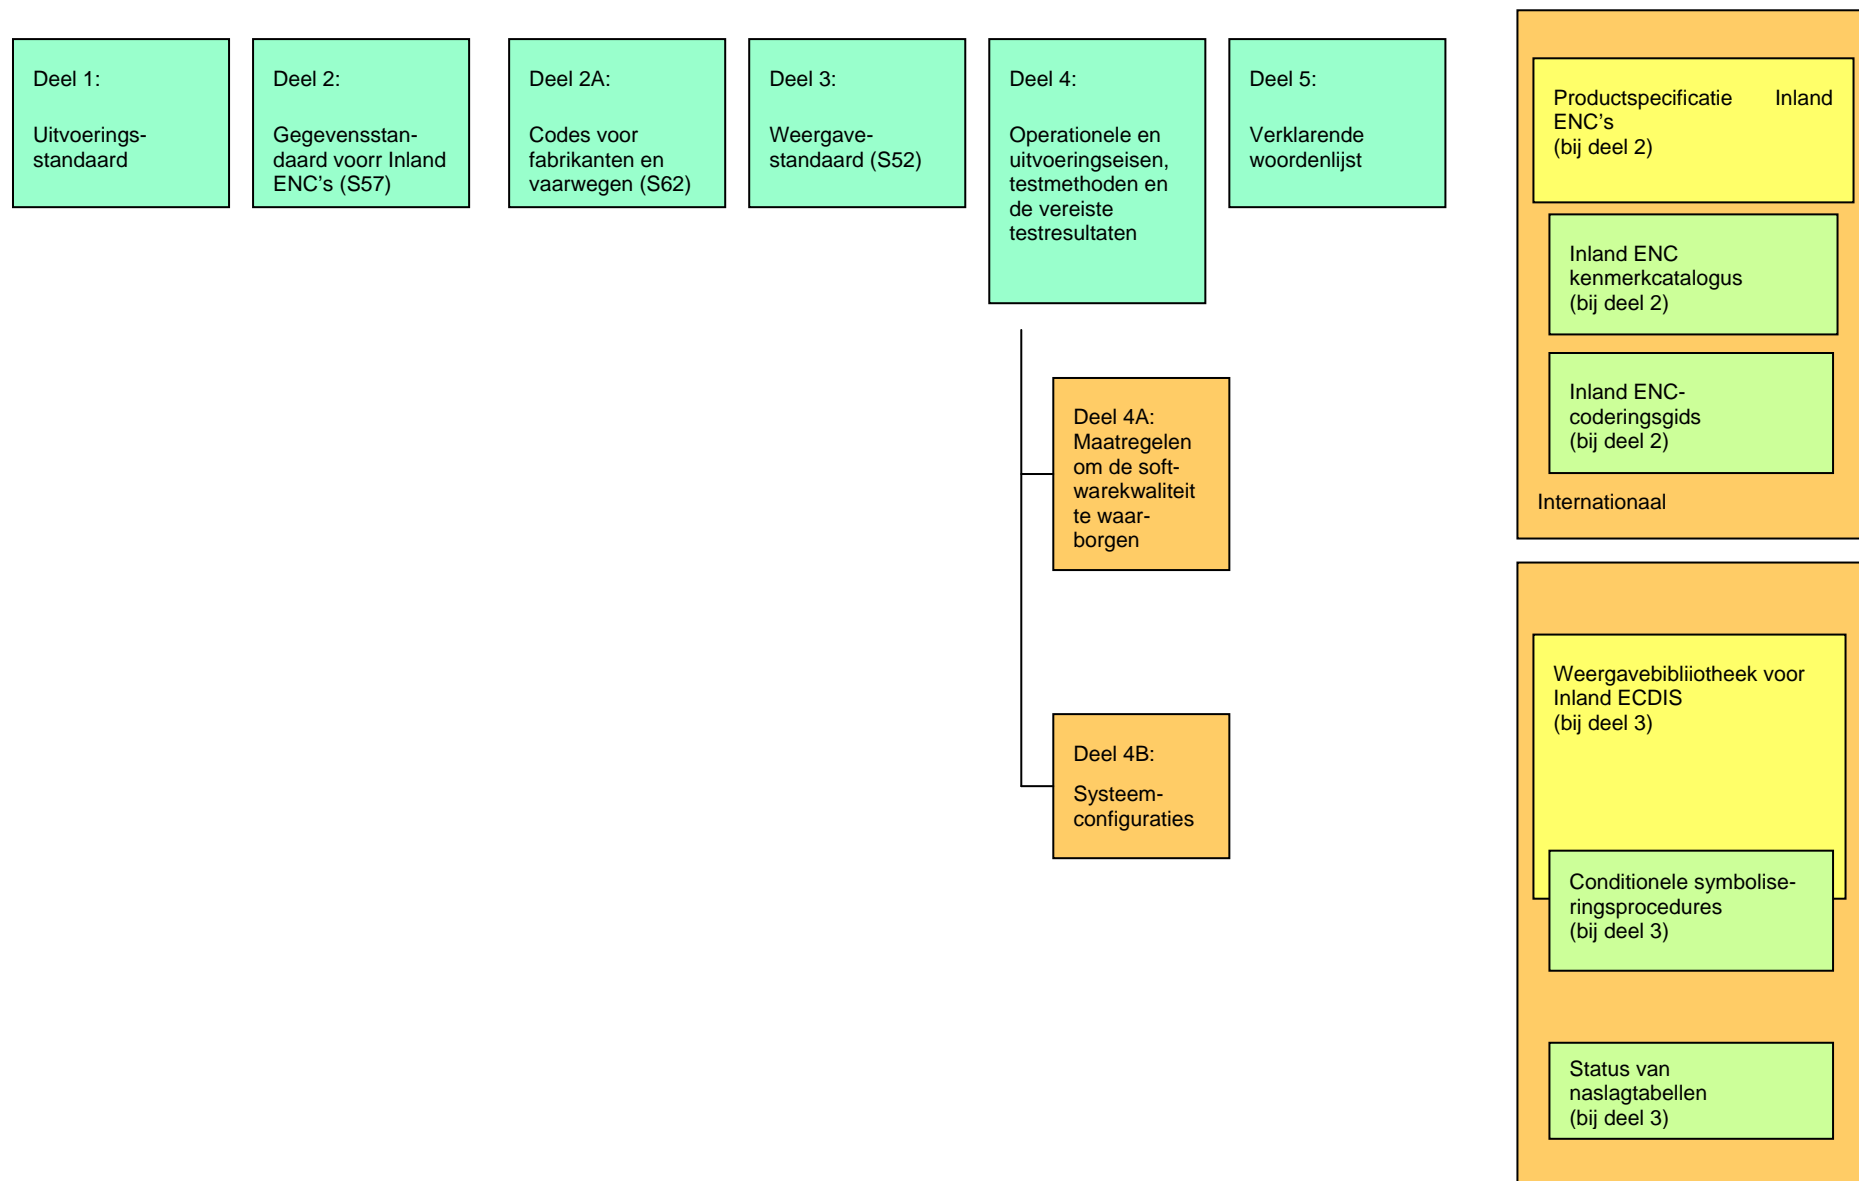 Deel 1:
Uitvoerings-
standaard
Deel 2:
Gegevensstan-
daard voorr Inland
ENC's (S57)
Deel 2A:
Codes voor
fabrikanten en
vaarwegen (S62)
Deel 3:
Weergave-
standaard (S52)
Deel 4:
Operationele en
uitvoeringseisen,
testmethoden en
de vereiste
testresultaten
Deel 5:
Verklarende
woordenlijst
Deel 4A:
Maatregelen
om de soft-
warekwaliteit
te waar-
borgen
Deel 4B:
Systeem-
configuraties
Productspecificatie Inland
ENC's
(bij deel 2)
Inland ENC
kenmerkcatalogus
(bij deel 2)
Inland ENC-
coderingsgids
(bij deel 2)
Internationaal
Weergavebibliiotheek voor
Inland ECDIS
(bij deel 3)
Conditionele symbolise-
ringsprocedures
(bij deel 3)
Status van
naslagtabellen
(bij deel 3)